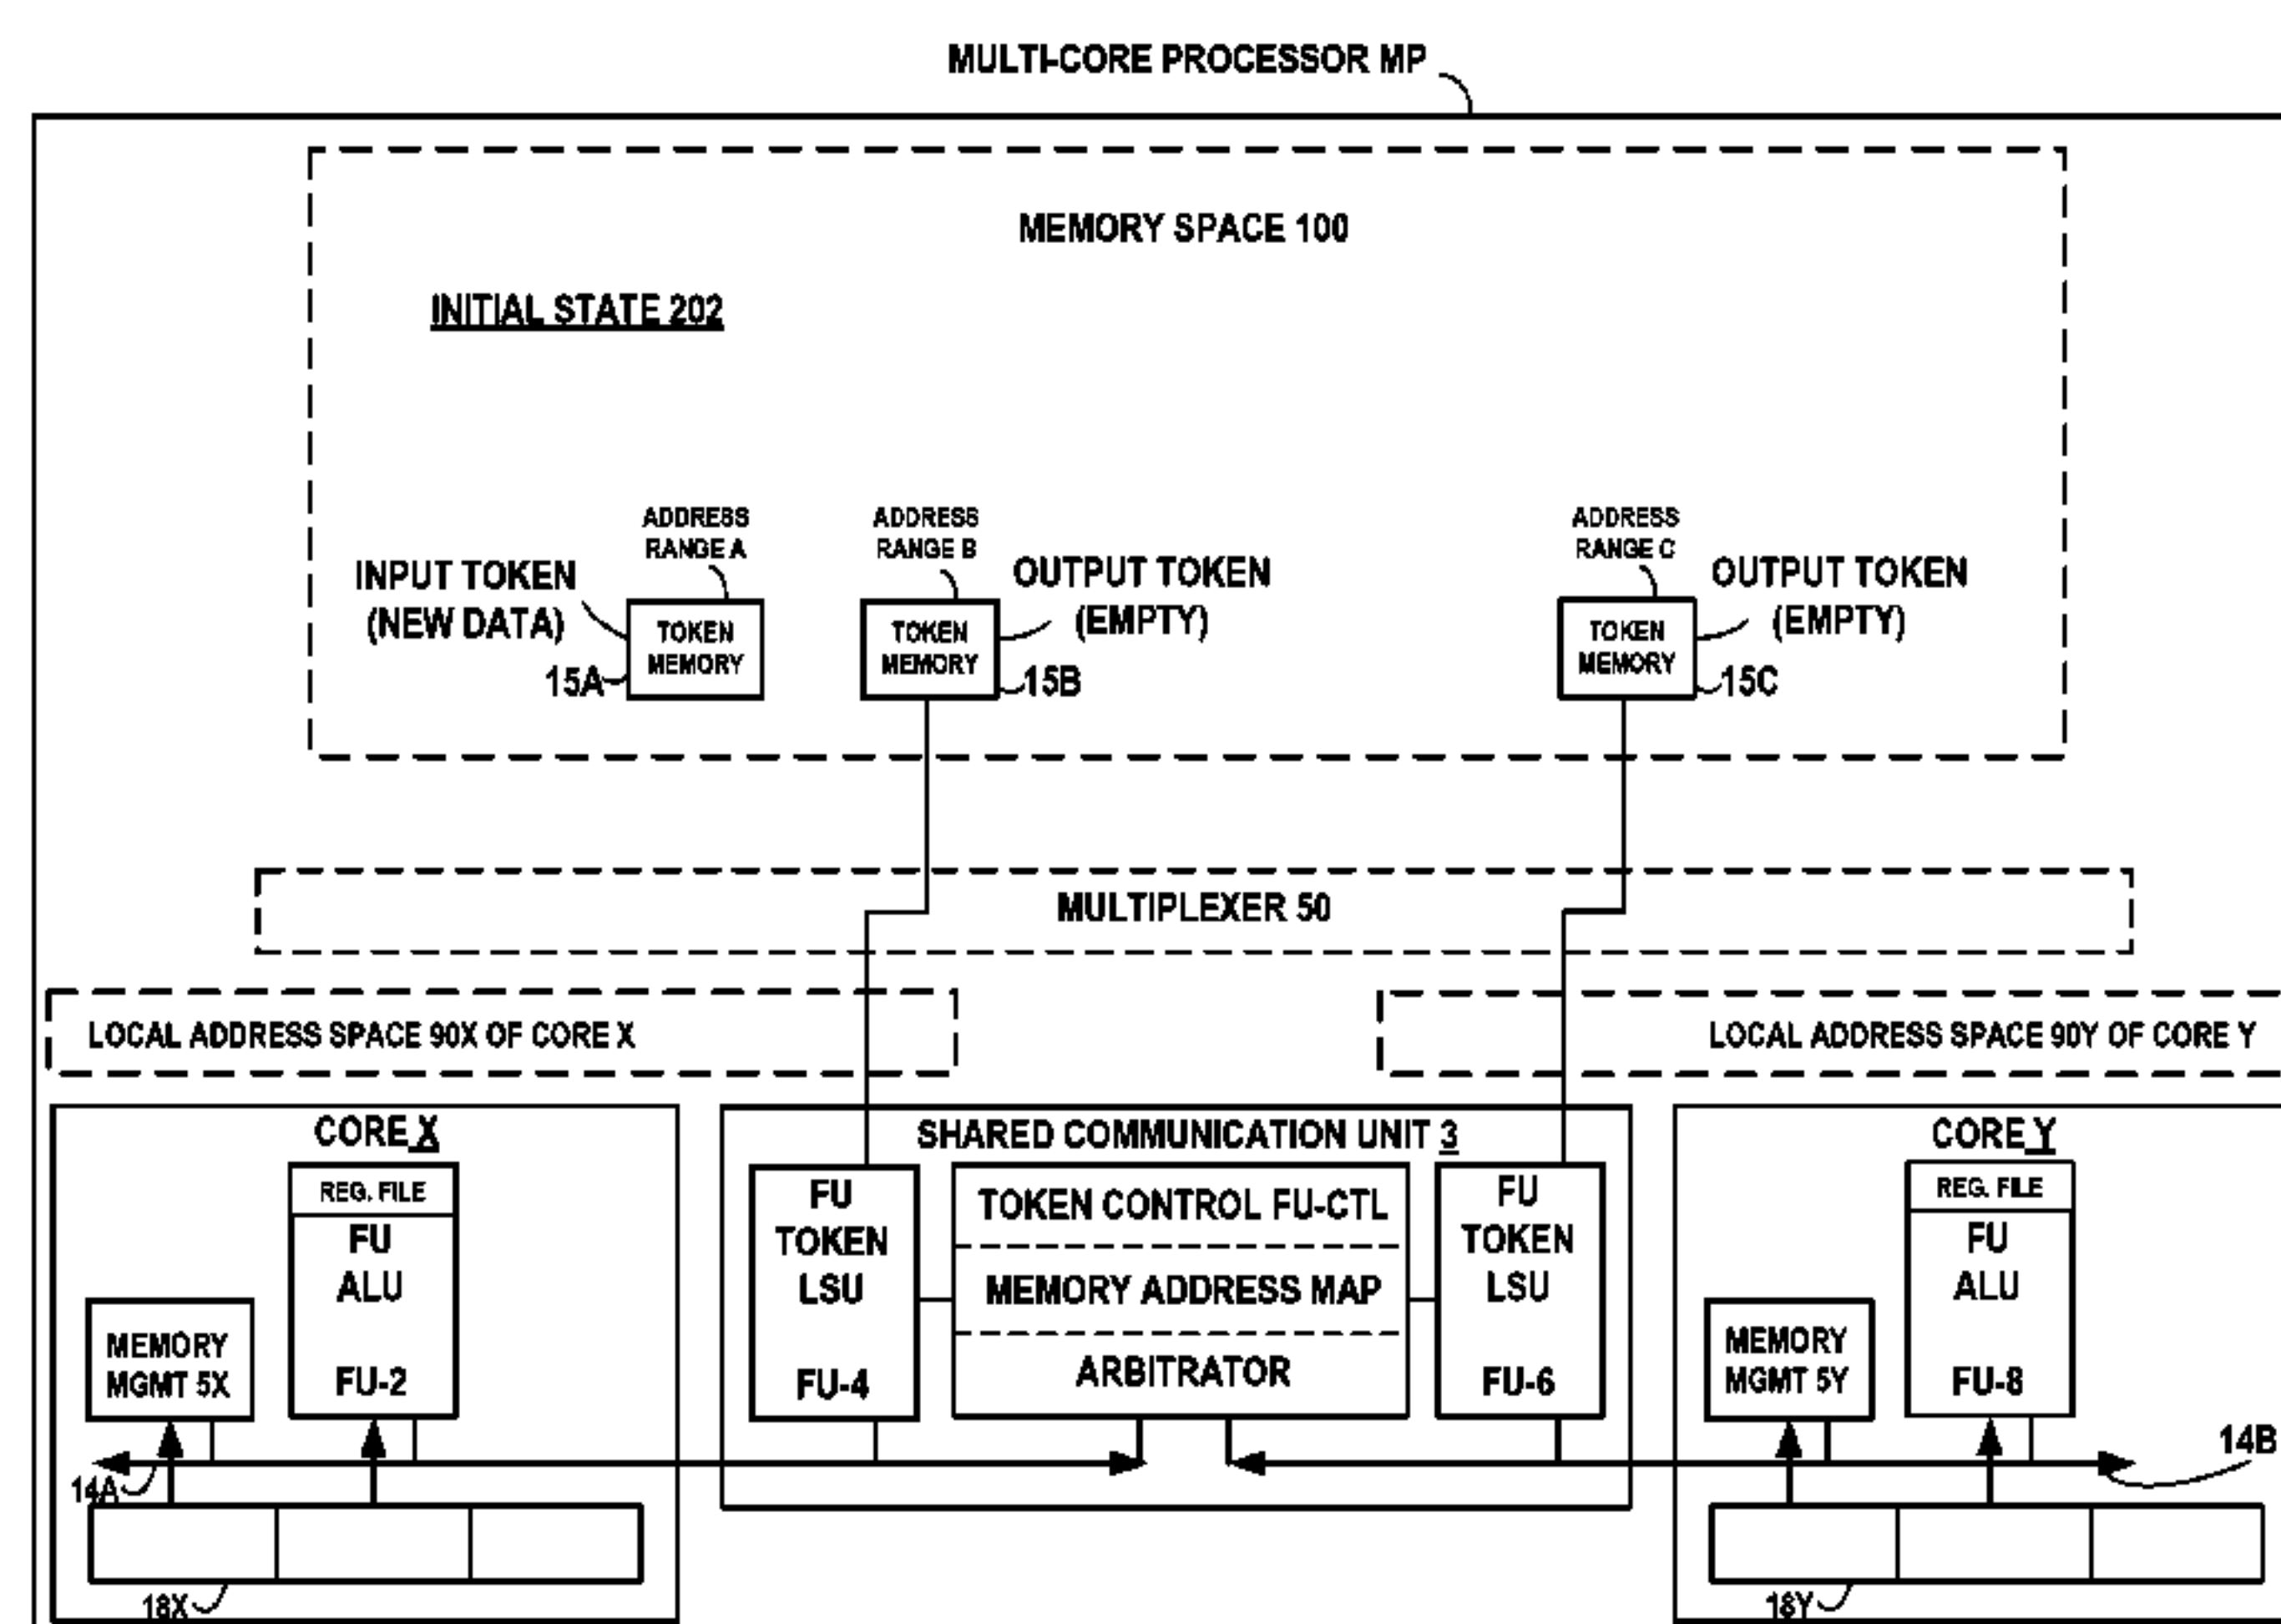 MULTI-CORE PROCESSOR MP
MEMORY SPACE 100
INITIAL STATE 202
ADDRESS
RANGE A
ADDRESS
RANGE B
ADDRESS
RANGE C
INPUT TOKEN
(NEW DATA)
TOKEN
MEMORY
15A
TOKEN
MEMORY
15B
OUTPUT TOKEN
(EMPTY)
TOKEN
MEMORY
15C
OUTPUT TOKEN
(EMPTY)
MULTIPLEXER 50
LOCAL ADDRESS SPACE 90X OF CORE X
LOCAL ADDRESS SPACE 90Y OF CORE Y
CORE X
REG. FILE
FU
ALU
FU-2
MEMORY
MGMT 5X
14A
18X
SHARED COMMUNICATION UNIT 3
FU
TOKEN
LSU
FU-4
TOKEN CONTROL FU-CTL
MEMORY ADDRESS MAP
ARBITRATOR
FU
TOKEN
LSU
FU-6
CORE Y
REG. FILE
FU
ALU
FU-8
MEMORY
MGMT 5Y
14B
18Y